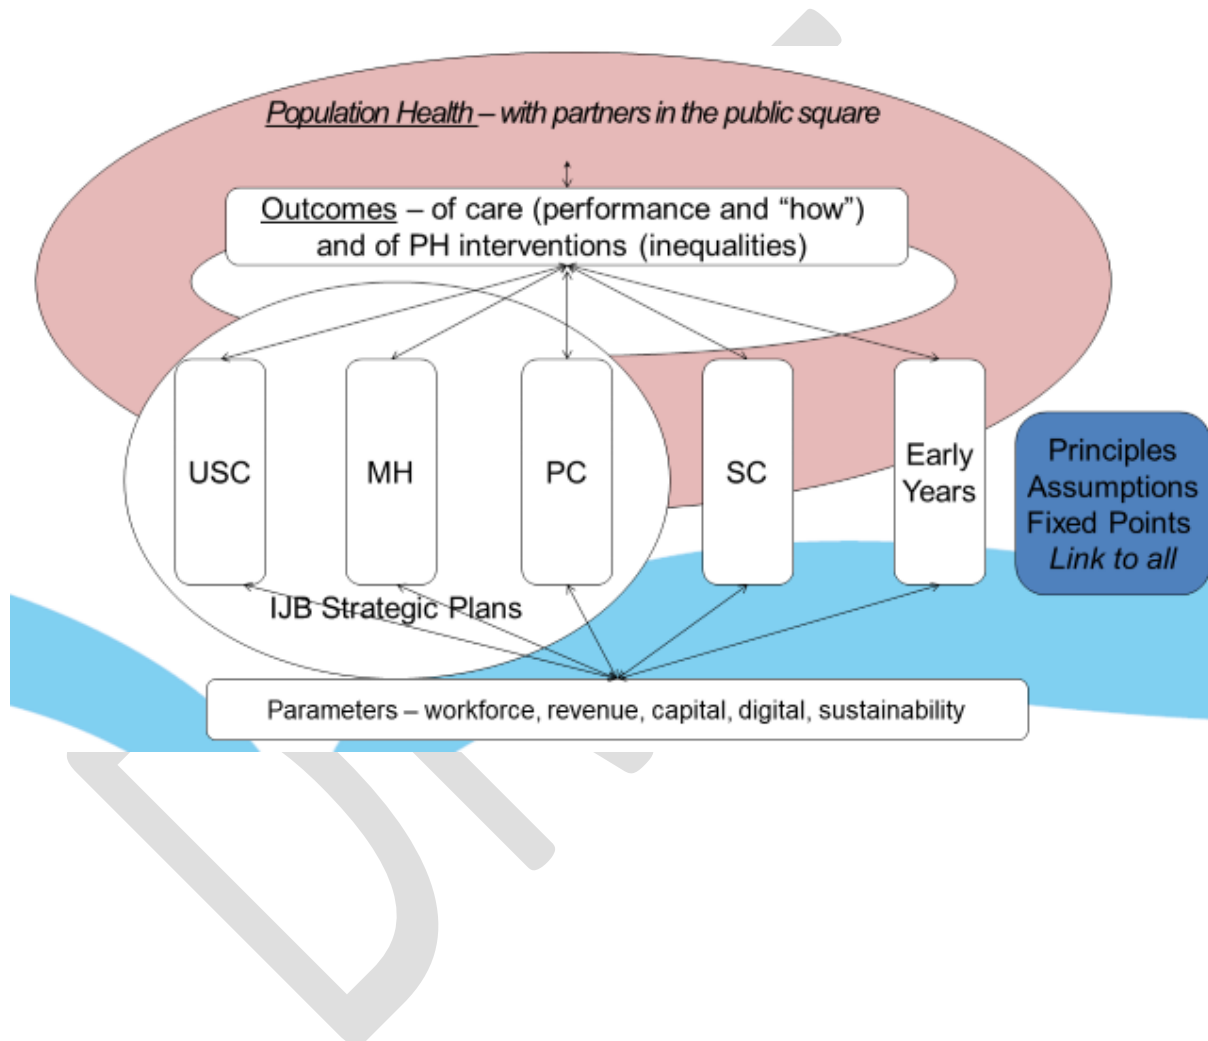 Population Health – with partners in the public square
Outcomes – of care (performance and “how”)
and of PH interventions (inequalities)
USC
MH
PC
SC
Early
Years
Principles
Assumptions
Fixed Points
Link to all
IJB Strategic Plans
Parameters – workforce, revenue, capital, digital, sustainability